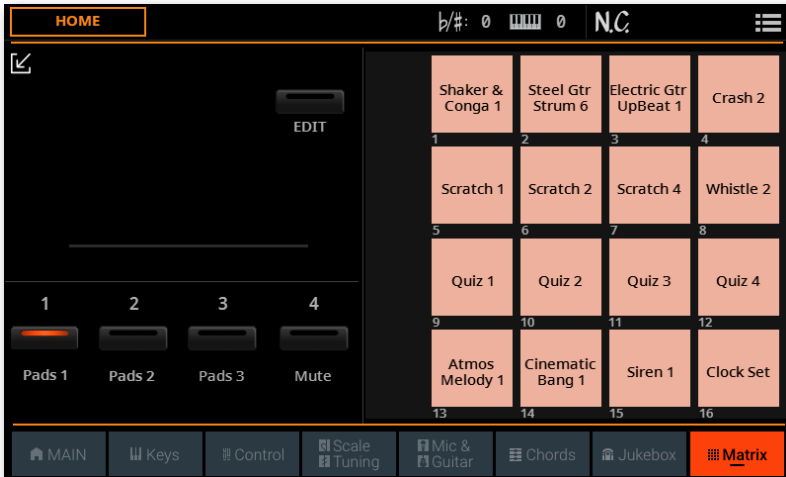 HOME
b/#: 0
0
N.C.
EDIT
1 2 3 4
Pads 1 Pads 2 Pads 3 Mute
Shaker & Conga 1
Steel Gtr Strum 6
Electric Gtr UpBeat 1
Crash 2
1 2 3 4
Scratch 1 Scratch 2 Scratch 4 Whistle 2
5 6 7 8
Quiz 1 Quiz 2 Quiz 3 Quiz 4
9 10 11 12
Atmos Melody 1
Cinematic Bang 1
Siren 1
Clock Set
13 14 15 16
MAIN
Keys
Control
Scale
Tuning
Mic &
Guitar
Chords
Jukebox
Matrix